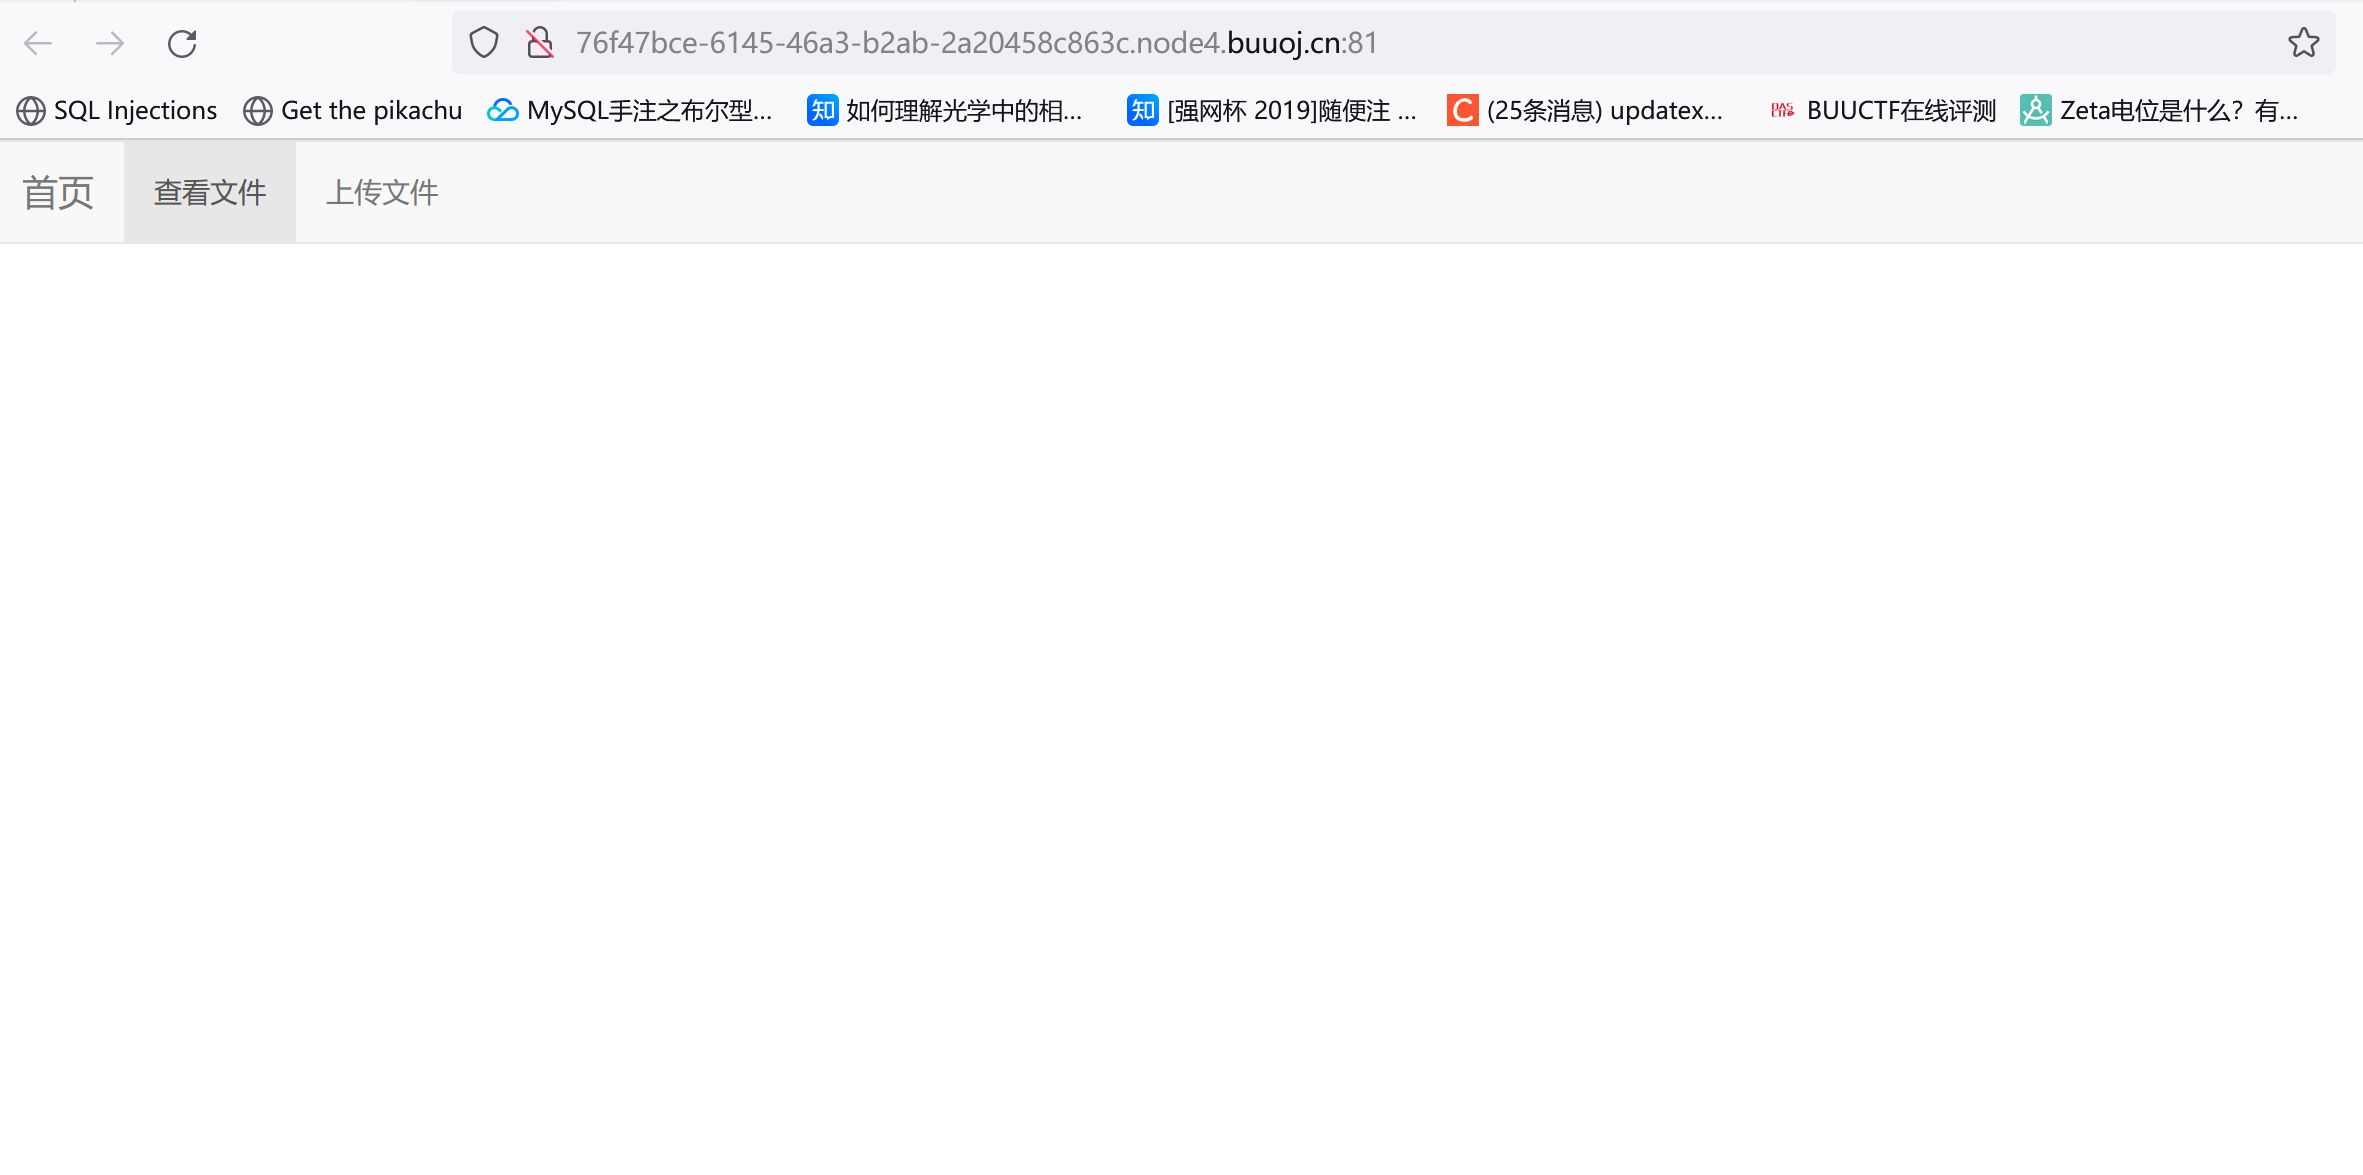 76f47bce-6145-46a3-b2ab-2a20458c863c.node4.buuoj.cn:81
SQL Injections Get the pikachu MySQL手注之布尔型... 知 如何理解光学中的相... 知 [强网杯 2019]随便注 ... C (25条消息) updatex... DAS CTF BUUCTF在线评测 Zeta电位是什么？有...
首页 查看文件 上传文件